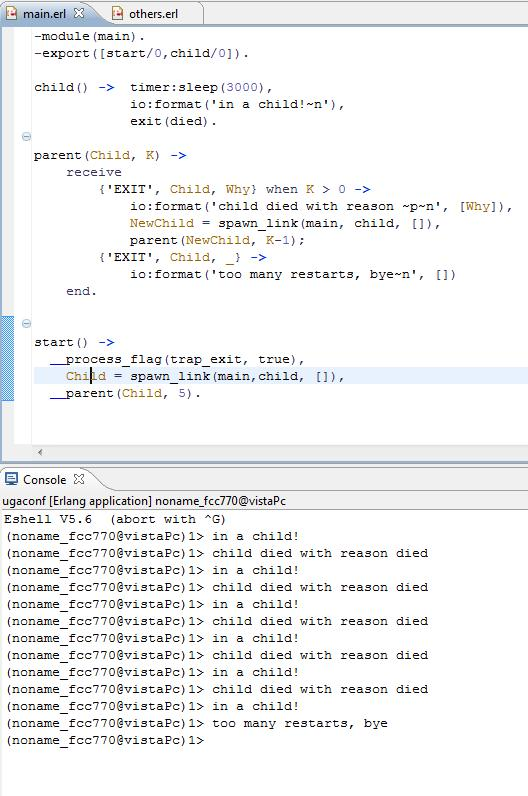 main.erl
others.erl
-module(main).
-export([start/0,child/0]).
child() -> timer:sleep(3000),
io:format('in a child!~n'),
exit(died).
parent(Child, K) ->
receive
{'EXIT', Child, Why} when K > 0 ->
io:format('child died with reason ~p~n', [Why]),
NewChild = spawn_link(main, child, []),
parent(NewChild, K-1);
{'EXIT', Child, _} ->
io:format('too many restarts, bye~n', [])
end.
start() ->
__process_flag(trap_exit, true),
Child = spawn_link(main,child, []),
__parent(Child, 5).
Console
ugaconf [Erlang application] noname_fcc770@vistaPc
Eshell V5.6  (abort with ^G)
(noname_fcc770@vistaPc)1> in a child!
(noname_fcc770@vistaPc)1> child died with reason died
(noname_fcc770@vistaPc)1> in a child!
(noname_fcc770@vistaPc)1> child died with reason died
(noname_fcc770@vistaPc)1> in a child!
(noname_fcc770@vistaPc)1> child died with reason died
(noname_fcc770@vistaPc)1> in a child!
(noname_fcc770@vistaPc)1> child died with reason died
(noname_fcc770@vistaPc)1> in a child!
(noname_fcc770@vistaPc)1> child died with reason died
(noname_fcc770@vistaPc)1> in a child!
(noname_fcc770@vistaPc)1> too many restarts, bye
(noname_fcc770@vistaPc)1>